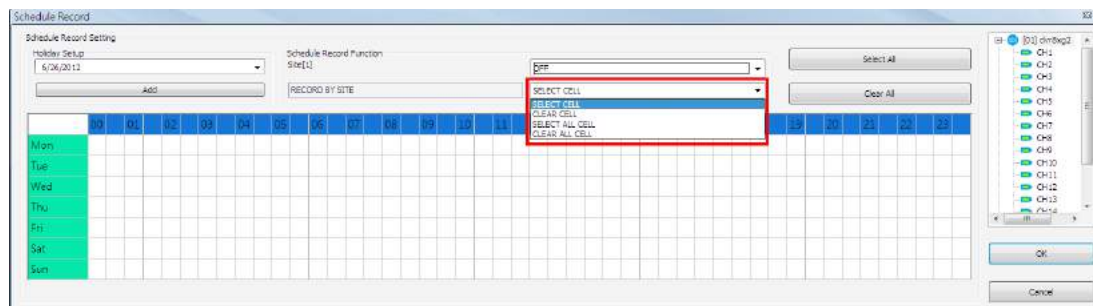 Schedule Record
Schedule Record Setting
Holiday Setup
6/26/2012
Add
Schedule Record Function
Site[1]
OFF
RECORD BY SITE
SELECT CELL
SELECT CELL
CLEAR CELL
SELECT ALL CELL
CLEAR ALL CELL
Select All
Clear All
00 01 02 03 04 05 06 07 08 09 10 11 19 20 21 22 23
Mon
Tue
Wed
Thu
Fri
Sat
Sun
CH1
CH2
CH3
CH4
CH5
CH6
CH7
CH8
CH9
CH10
CH11
CH12
CH13
CH14
OK
Cancel